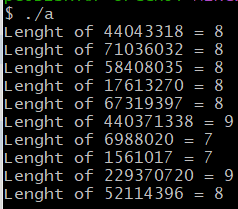 $ ./a
Lenght of 44043318 = 8
Lenght of 71036032 = 8
Lenght of 58408035 = 8
Lenght of 17613270 = 8
Lenght of 67319397 = 8
Lenght of 440371338 = 9
Lenght of 6988020 = 7
Lenght of 1561017 = 7
Lenght of 229370720 = 9
Lenght of 52114396 = 8